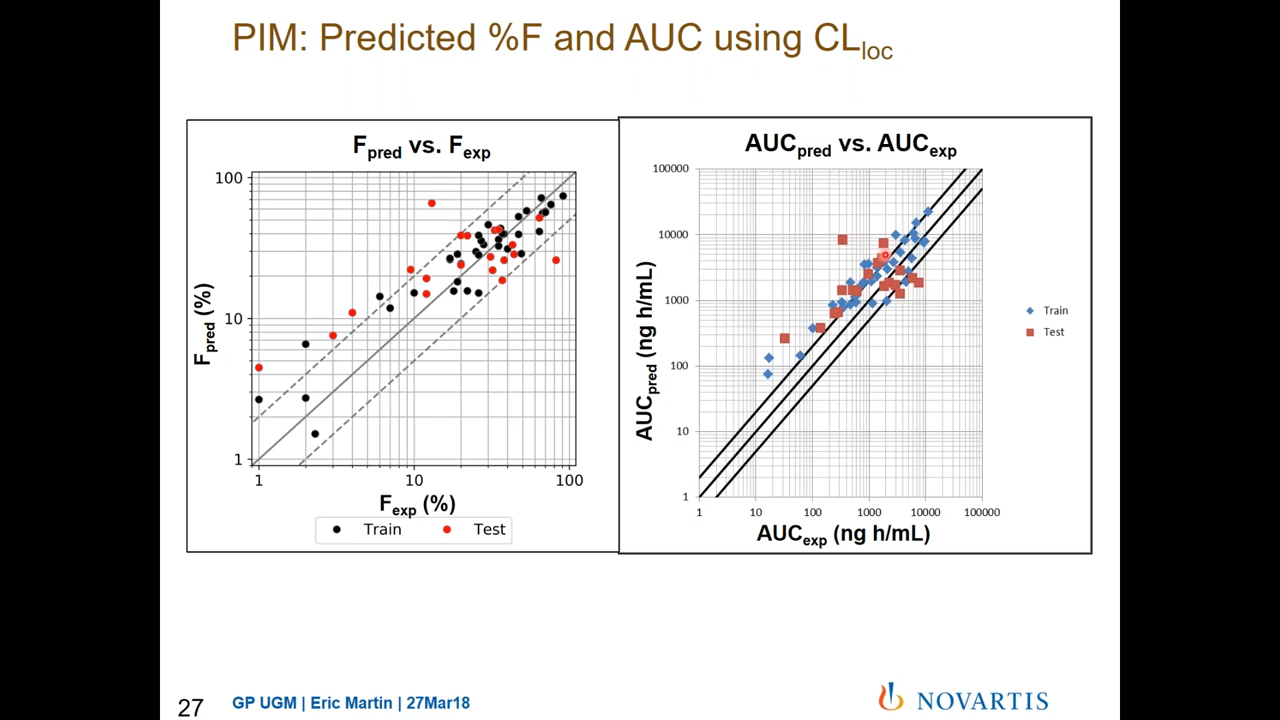 PIM: Predicted %F and AUC using CLloc
Fpred vs. Fexp
100
10
1
Fpred (%)
1
10
100
Fexp (%)
Train
Test
AUCpred vs. AUCexp
100000
10000
1000
100
10
1
AUCpred (ng h/mL)
1
10
100
1000
10000
100000
AUCexp (ng h/mL)
Train
Test
27
GP UGM | Eric Martin | 27Mar18
NOVARTIS